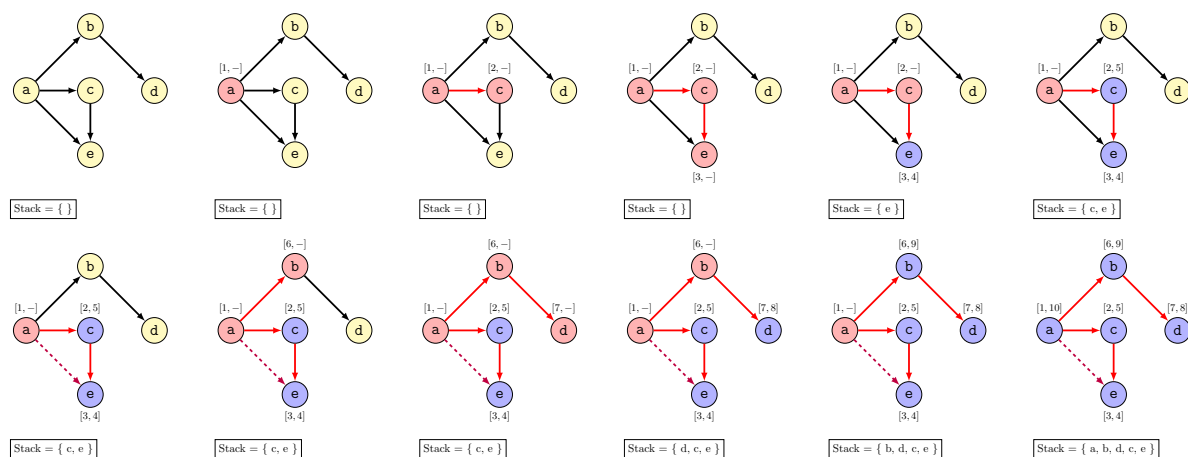 b
a c d
e
Stack = { }
b
[1, −]
a c d
e
Stack = { }
b
[1, −] [2, −]
a c d
e
Stack = { }
b
[1, −] [2, −]
a c d
e
[3, −]
Stack = { }
b
[1, −] [2, −]
a c d
e
[3, 4]
Stack = { e }
b
[1, −] [2, 5]
a c d
e
[3, 4]
Stack = { c, e }
b
[1, −] [2, 5]
a c d
e
[3, 4]
Stack = { c, e }
[6, −]
b
[1, −] [2, 5]
a c d
e
[3, 4]
Stack = { c, e }
[6, −]
b
[1, −] [2, 5] [7, −]
a c d
e
[3, 4]
Stack = { c, e }
[6, −]
b
[1, −] [2, 5] [7, 8]
a c d
e
[3, 4]
Stack = { d, c, e }
[6, 9]
b
[1, −] [2, 5] [7, 8]
a c d
e
[3, 4]
Stack = { b, d, c, e }
[6, 9]
b
[1, 10] [2, 5] [7, 8]
a c d
e
[3, 4]
Stack = { a, b, d, c, e }